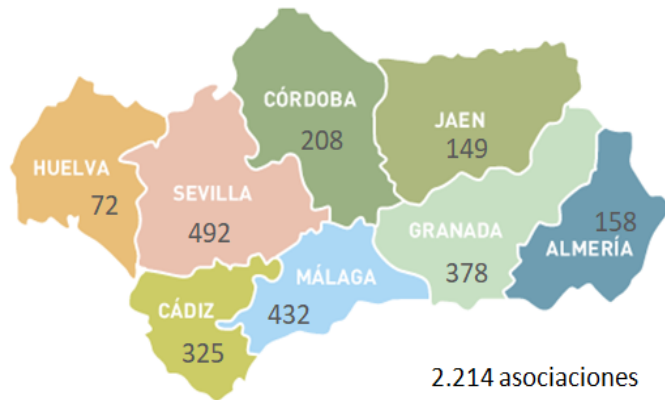 CÓRDOBA
208
JAEN
149
HUELVA
72
SEVILLA
492
GRANADA
378
158
ALMERÍA
MÁLAGA
432
CÁDIZ
325
2.214 asociaciones